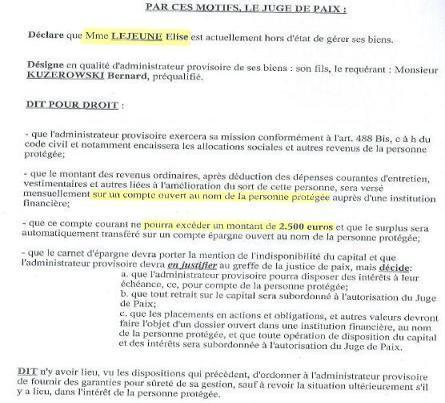 PAR CES MOTIFS, LE JUGE DE PAIX :
Déclare que Mme LEJEUNE Elise est actuellement hors d'état de gérer ses biens.
Désigne en qualité d'administrateur provisoire de ses biens : son fils, le requérant : Monsieur
KUZEROWSKI Bernard, préqualifié.
DIT POUR DROIT :
- que l'administrateur provisoire exercera sa mission conformément à l'art. 488 Bis, c à h du
code civil et notamment encaissera les allocations sociales et autres revenus de la personne
protégée;
- que le montant des revenus ordinaires, après déduction des dépenses courantes d'entretien,
vestimentaires et autres liées à l'amélioration du sort de cette personne, sera versé
mensuellement sur un compte ouvert au nom de la personne protégée auprès d'une institution
financière;
- que ce compte courant ne pourra excéder un montant de 2.500 euros et que le surplus sera
automatiquement transféré sur un compte épargne ouvert au nom de la personne protégée;
- que le carnet d'épargne devra porter la mention de l'indisponibilité du capital et que
l'administrateur provisoire devra en justifier au greffe de la justice de paix, mais décide:
a. que l'administrateur provisoire pourra disposer des intérêts à leur
échéance, ce, pour compte de la personne protégée;
b. que tout retrait sur le capital sera subordonné à l'autorisation du Juge
de Paix;
c. que les placements en actions et obligations, et autres valeurs devront
faire l'objet d'un dossier ouvert dans une institution financière, au nom
de la personne protégée, et que toute opération de disposition du capital
et des intérêts sera subordonnée à l'autorisation du Juge de Paix.
DIT n'y avoir lieu, vu les dispositions qui précèdent, d'ordonner à l'administrateur provisoire
de fournir des garanties pour sûreté de sa gestion, sauf à revoir la situation ultérieurement s'il
y a lieu, dans l'intérêt de la personne protégée.